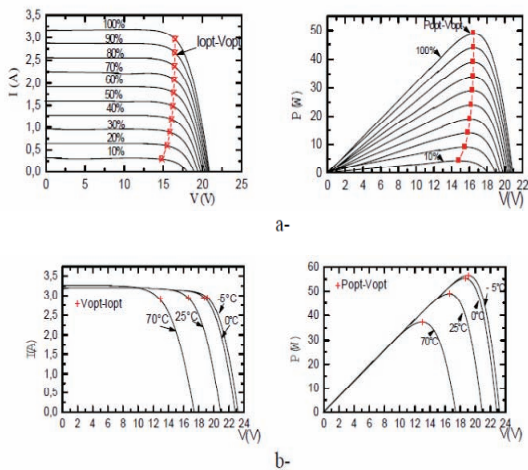 3,5
3,0
2,5
2,0
1,5
1,0
0,5
0,0
I (A)
100%
90%
80%
70%
60%
50%
40%
30%
20%
10%
Iopt-Vopt
0 5 10 15 20 25
V(V)
50
40
30
20
10
0
P(W)
Popt-Vopt
100%
10%
0 2 4 6 8 10 12 14 16 18 20 22
V(V)
a-
3,5
3,0
2,5
2,0
1,5
1,0
0,5
0,0
I(A)
Vopt-Iopt
-5°C
0°C
25°C
70°C
0 2 4 6 8 10 12 14 16 18 20 22 24
V(V)
60
50
40
30
20
10
0
P (W)
Popt-Vopt
- 5°C
0°C
25°C
70°C
0 2 4 6 8 10 12 14 16 18 20 22 24
V(V)
b-